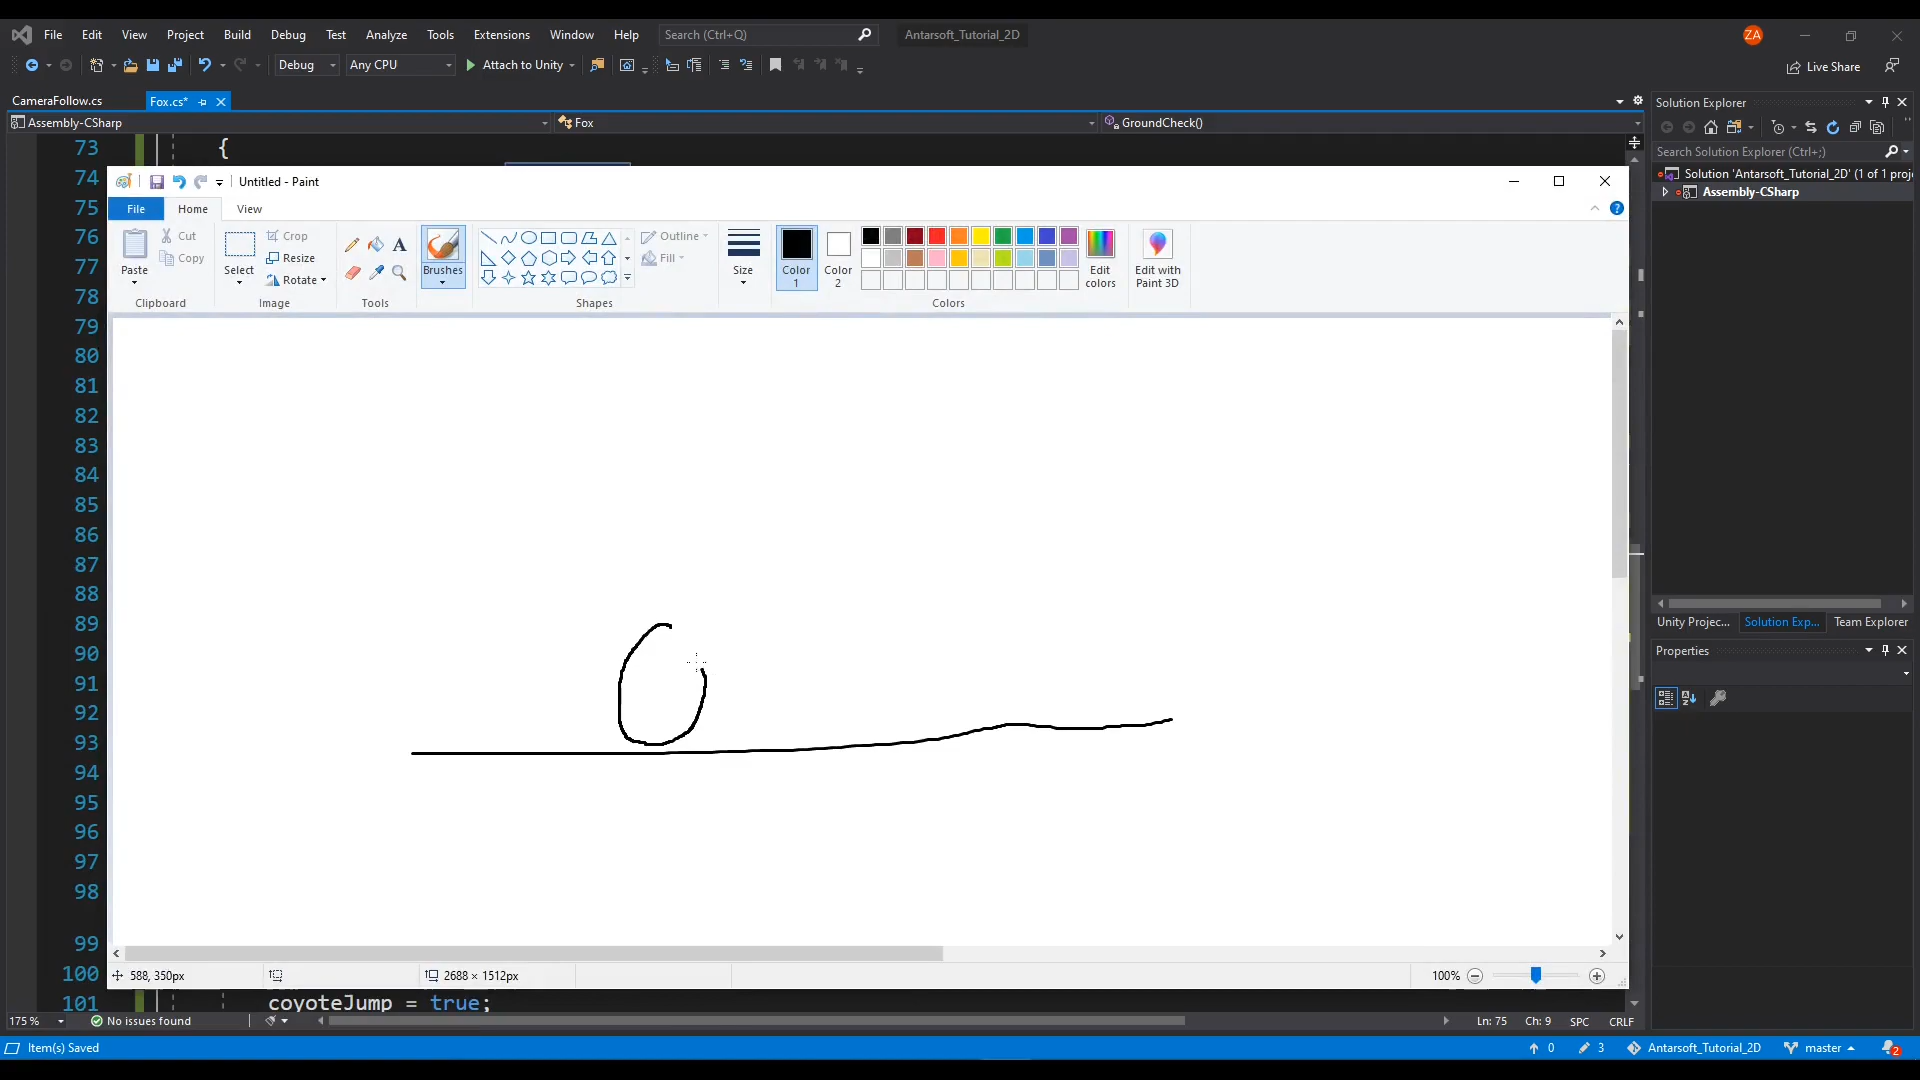 File Edit View Project Build Debug Test Analyze Tools Extensions Window Help Search (Ctrl+Q) Antarsoft_Tutorial_2D ZA
Debug Any CPU Attach to Unity Live Share
CameraFollow.cs Fox.cs*
Assembly-CSharp Fox GroundCheck()
Solution Explorer
Search Solution Explorer (Ctrl+;)
Solution 'Antarsoft_Tutorial_2D' (1 of 1 proj
Assembly-CSharp
73 {
74
75
76
77
78
79
80
81
82
83
84
85
86
87
88
89
90
91
92
93
94
95
96
97
98
99
100
101 coyoteJump = true;
Untitled - Paint
File Home View
Paste Cut Copy Clipboard
Select Crop Resize Rotate Image
A Tools
Brushes
Shapes Outline Fill
Size
Color 1 Color 2 Edit colors Colors
Edit with Paint 3D
588, 350px 2688 × 1512px 100%
Unity Projec... Solution Exp... Team Explorer
Properties
175 % No issues found Ln: 75 Ch: 9 SPC CRLF
Item(s) Saved 0 3 Antarsoft_Tutorial_2D master 2